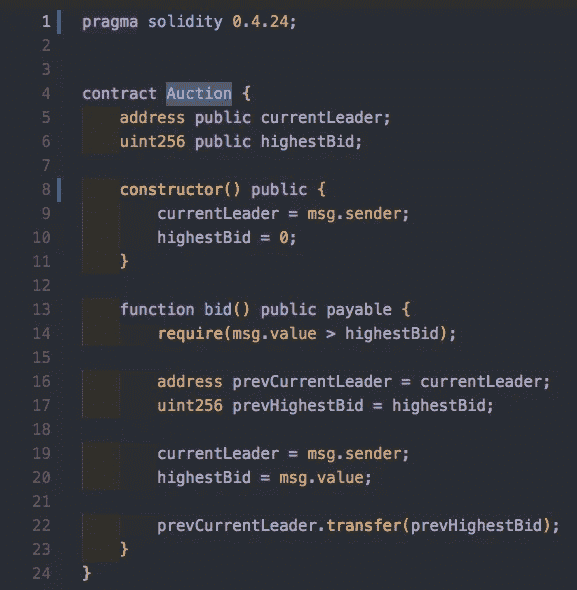 1 pragma solidity 0.4.24;
2
3
4 contract Auction {
5     address public currentLeader;
6     uint256 public highestBid;
7
8     constructor() public {
9         currentLeader = msg.sender;
10         highestBid = 0;
11     }
12
13     function bid() public payable {
14         require(msg.value > highestBid);
15
16         address prevCurrentLeader = currentLeader;
17         uint256 prevHighestBid = highestBid;
18
19         currentLeader = msg.sender;
20         highestBid = msg.value;
21
22         prevCurrentLeader.transfer(prevHighestBid);
23     }
24 }